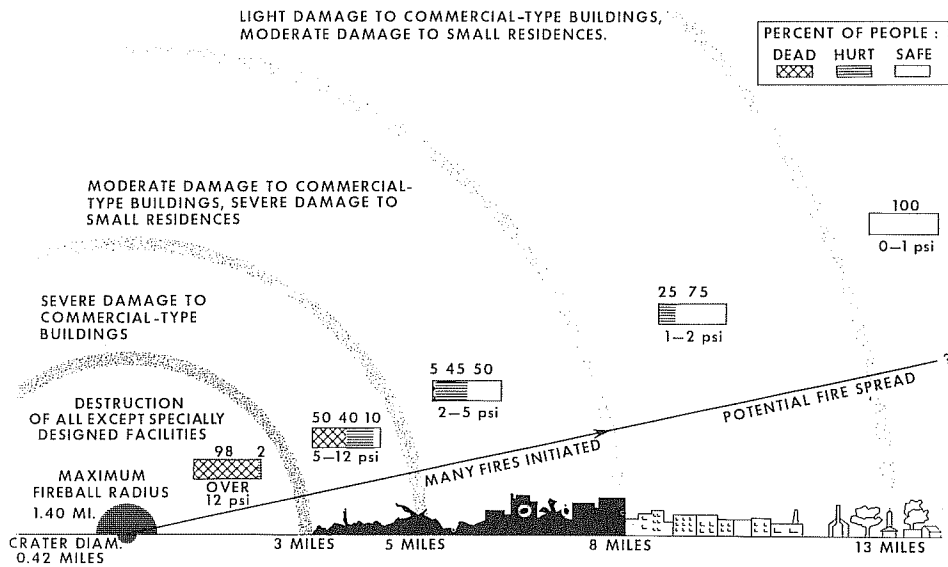 LIGHT DAMAGE TO COMMERCIAL-TYPE BUILDINGS,
MODERATE DAMAGE TO SMALL RESIDENCES.
PERCENT OF PEOPLE :
DEAD HURT SAFE
MODERATE DAMAGE TO COMMERCIAL-
TYPE BUILDINGS, SEVERE DAMAGE TO
SMALL RESIDENCES
100
0–1 psi
SEVERE DAMAGE TO
COMMERCIAL-TYPE
BUILDINGS
25 75
1–2 psi
5 45 50
2–5 psi
DESTRUCTION
OF ALL EXCEPT SPECIALLY
DESIGNED FACILITIES
50 40 10
5–12 psi
98 2
OVER
12 psi
MANY FIRES INITIATED
POTENTIAL FIRE SPREAD
?
MAXIMUM
FIREBALL RADIUS
1.40 MI.
CRATER DIAM.
0.42 MILES
3 MILES
5 MILES
8 MILES
13 MILES